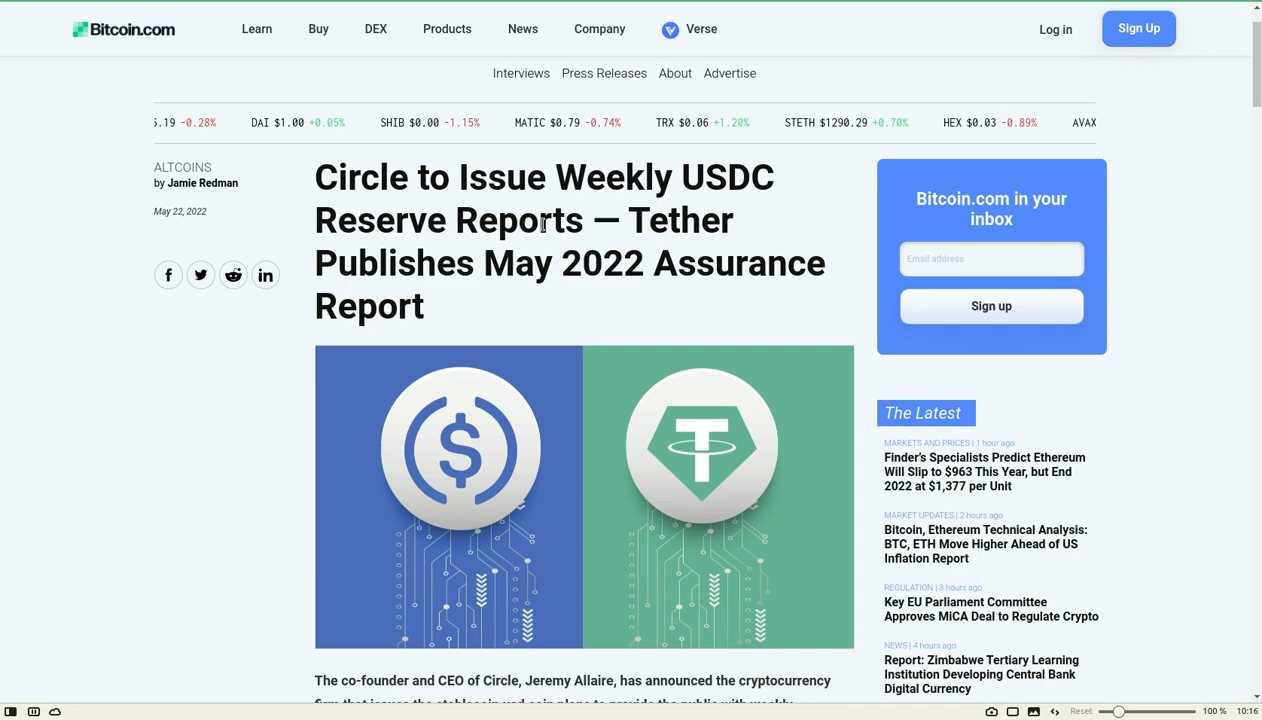 Bitcoin.com
Learn Buy DEX Products News Company Verse
Log in Sign Up
Interviews Press Releases About Advertise
5.19 -0.28% DAI $1.00 +0.05% SHIB $0.00 -1.15% MATIC $0.79 -0.74% TRX $0.06 +1.20% STETH $1290.29 +0.70% HEX $0.03 -0.89% AVAX
ALTCOINS
by Jamie Redman
May 22, 2022
Circle to Issue Weekly USDC
Reserve Reports — Tether
Publishes May 2022 Assurance
Report
The co-founder and CEO of Circle, Jeremy Allaire, has announced the cryptocurrency
Bitcoin.com in your
inbox
Email address
Sign up
The Latest
MARKETS AND PRICES | 1 hour ago
Finder's Specialists Predict Ethereum
Will Slip to $963 This Year, but End
2022 at $1,377 per Unit
MARKET UPDATES | 2 hours ago
Bitcoin, Ethereum Technical Analysis:
BTC, ETH Move Higher Ahead of US
Inflation Report
REGULATION | 3 hours ago
Key EU Parliament Committee
Approves MiCA Deal to Regulate Crypto
NEWS | 4 hours ago
Report: Zimbabwe Tertiary Learning
Institution Developing Central Bank
Digital Currency
Reset 100 % 10:16